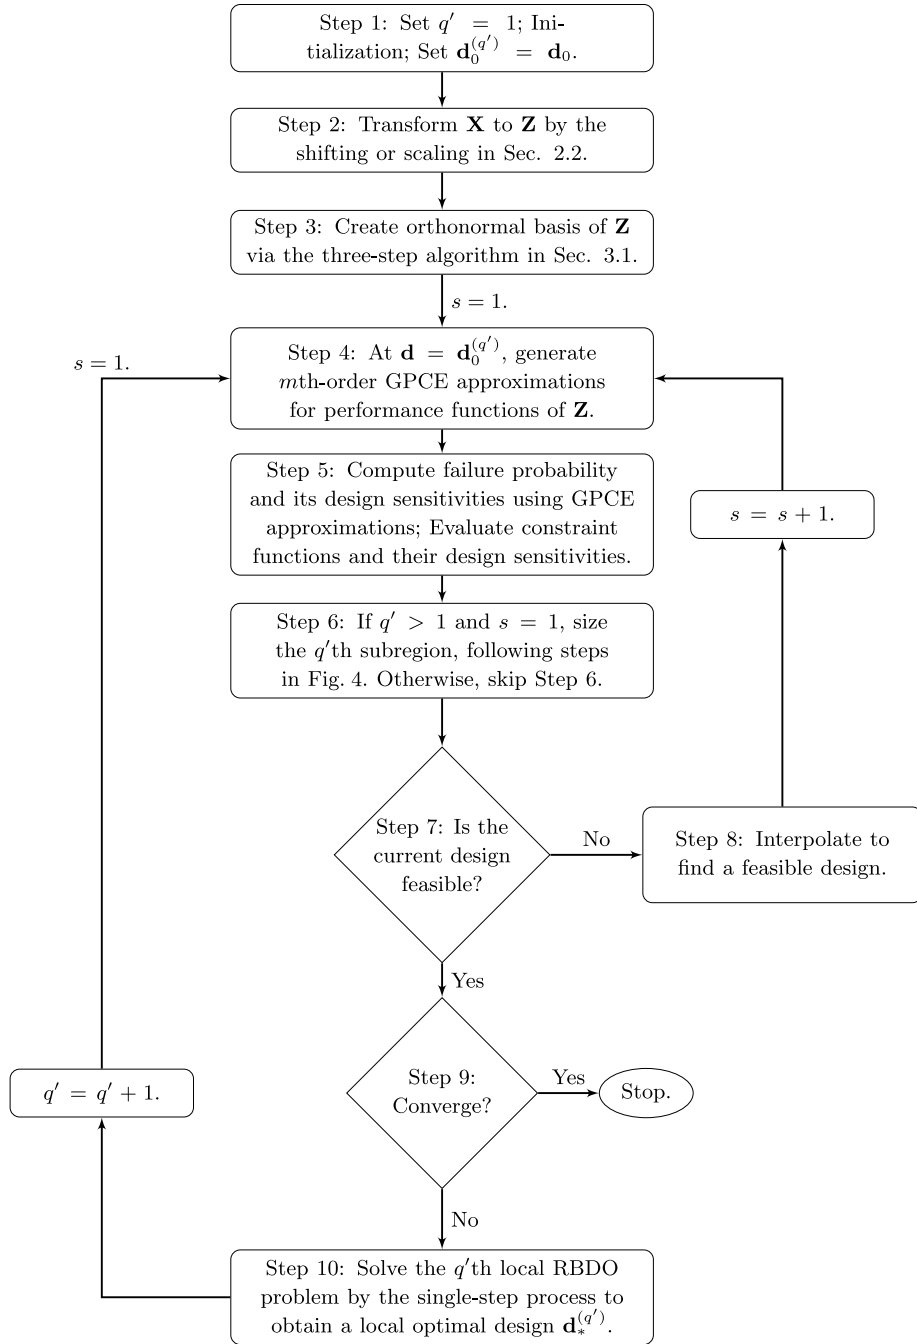 Step 1: Set q′ = 1; Ini-
tialization; Set d₀^(q′) = d₀.
Step 2: Transform X to Z by the
shifting or scaling in Sec. 2.2.
Step 3: Create orthonormal basis of Z
via the three-step algorithm in Sec. 3.1.
s = 1.
s = 1.
Step 4: At d = d₀^(q′), generate
mth-order GPCE approximations
for performance functions of Z.
Step 5: Compute failure probability
and its design sensitivities using GPCE
approximations; Evaluate constraint
functions and their design sensitivities.
s = s + 1.
Step 6: If q′ > 1 and s = 1, size
the q′th subregion, following steps
in Fig. 4. Otherwise, skip Step 6.
Step 7: Is the
current design
feasible?
No
Step 8: Interpolate to
find a feasible design.
Yes
Step 9:
Converge?
Yes
Stop.
q′ = q′ + 1.
No
Step 10: Solve the q′th local RBDO
problem by the single-step process to
obtain a local optimal design d_*^(q′).